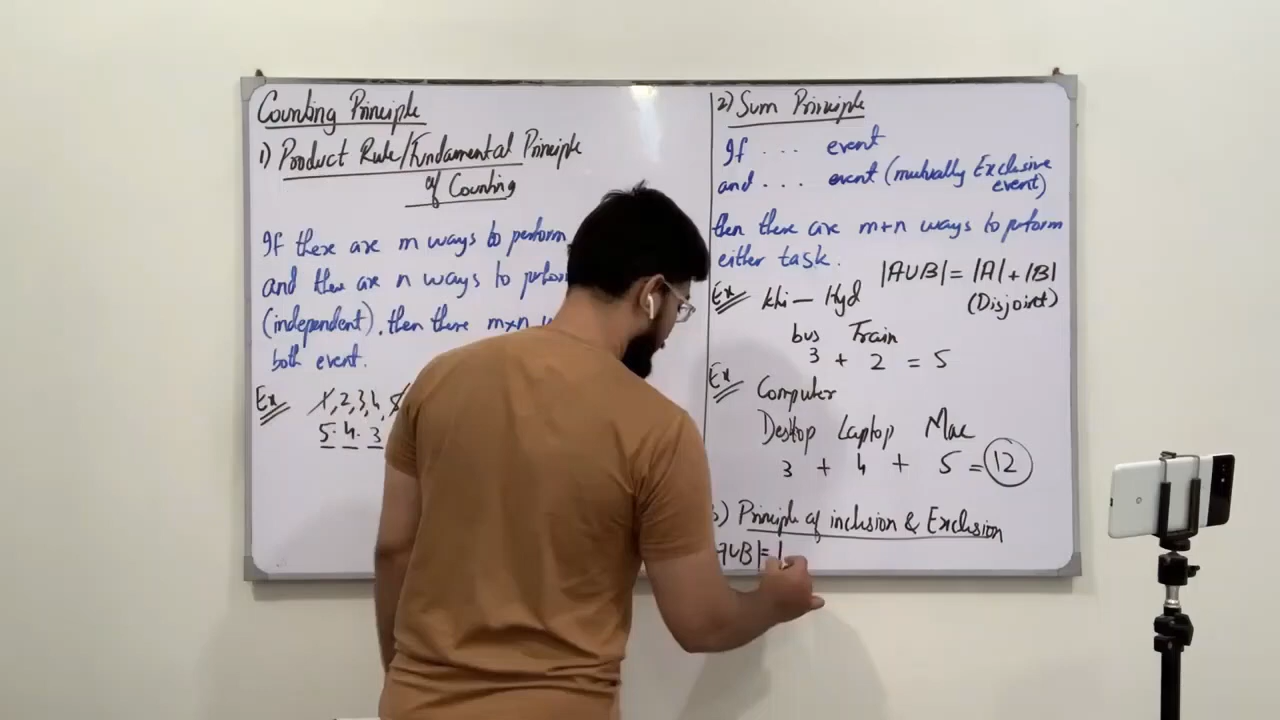 Counting Principle
1) Product Rule/Fundamental Principle
of Counting
If there are m ways to perform
and there are n ways to
(independent), then there m×n
both event.
Ex 1,2,3,4,5
5. 4. 3
2) Sum Principle
If ... event
and ... event (mutually Exclusive
event)
then there are m+n ways to
either task.
|AUB| = |A| + |B|
(Disjoint)
Ex Khi — Hyd
bus Train
3 + 2 = 5
Ex Computer
Desktop Laptop Mac
3 + 4 + 5 = 12
3) Principle of inclusion & Exclusion
AUB| = |